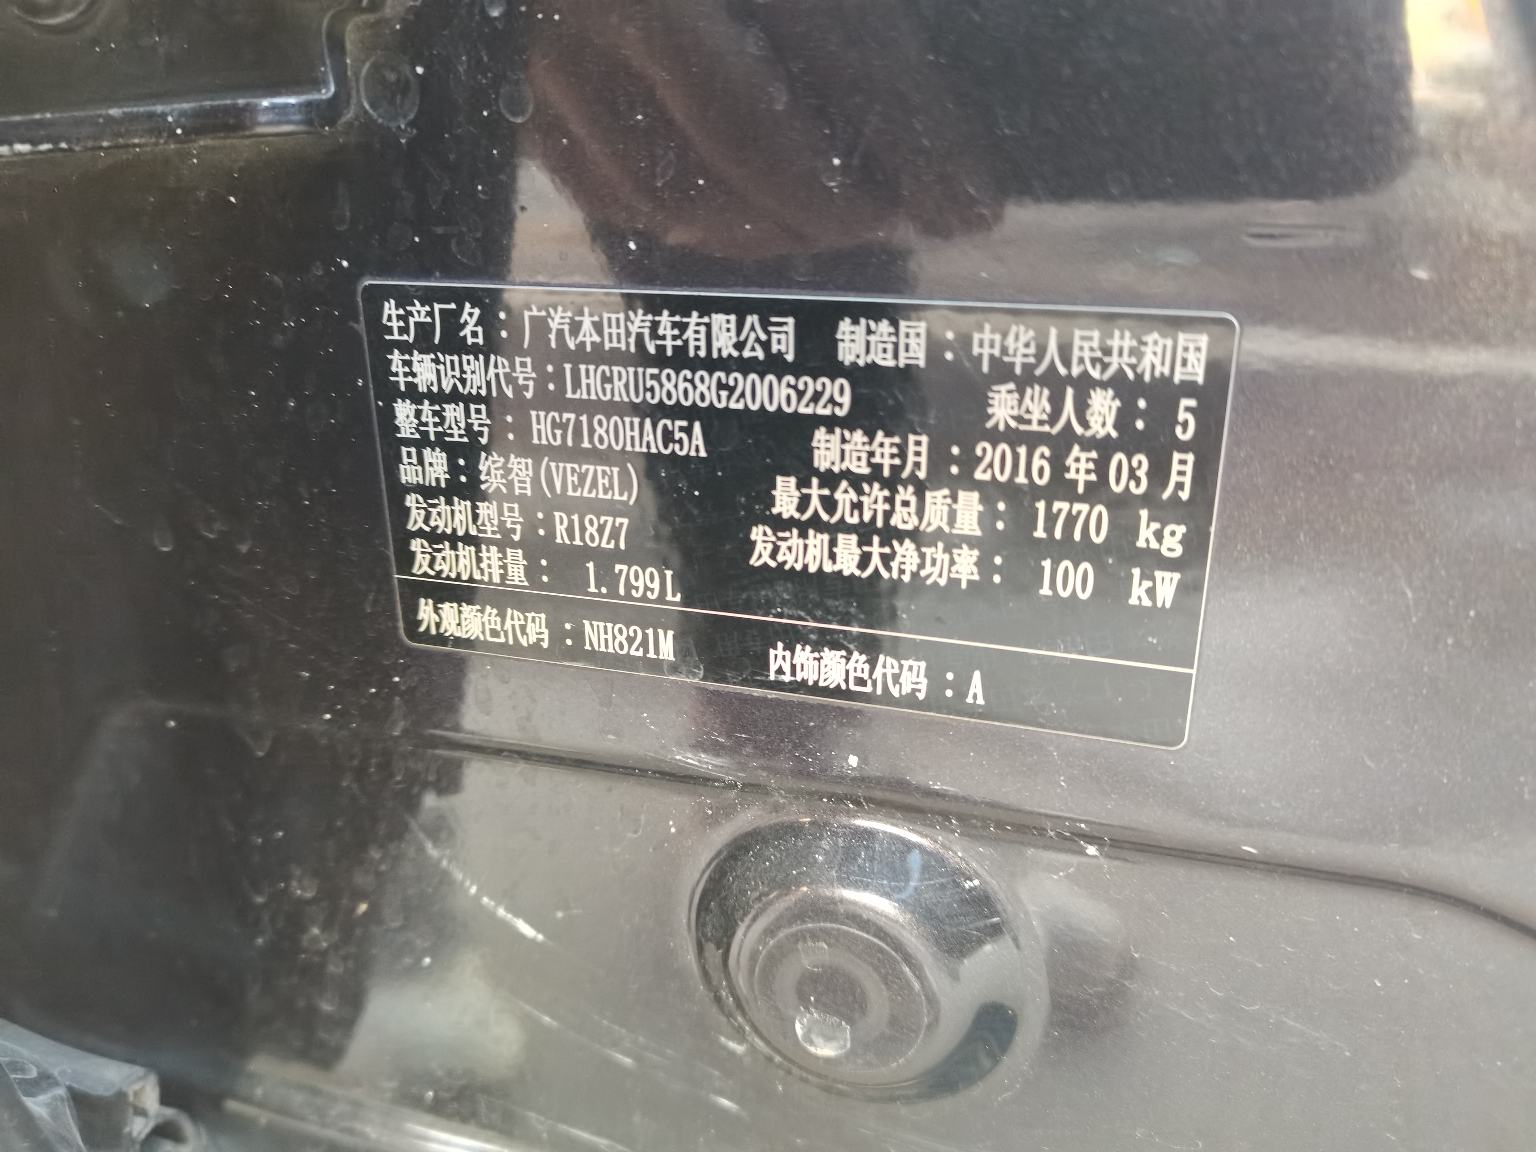 生产厂名：广汽本田汽车有限公司 制造国：中华人民共和国
车辆识别代号：LHGRU5868G2006229 乘坐人数：5
整车型号：HG7180HAC5A 制造年月：2016年03月
品牌：缤智(VEZEL) 最大允许总质量：1770 kg
发动机型号：R18Z7 发动机最大净功率：100 kW
发动机排量：1.799L
外观颜色代码：NH821M 内饰颜色代码：A